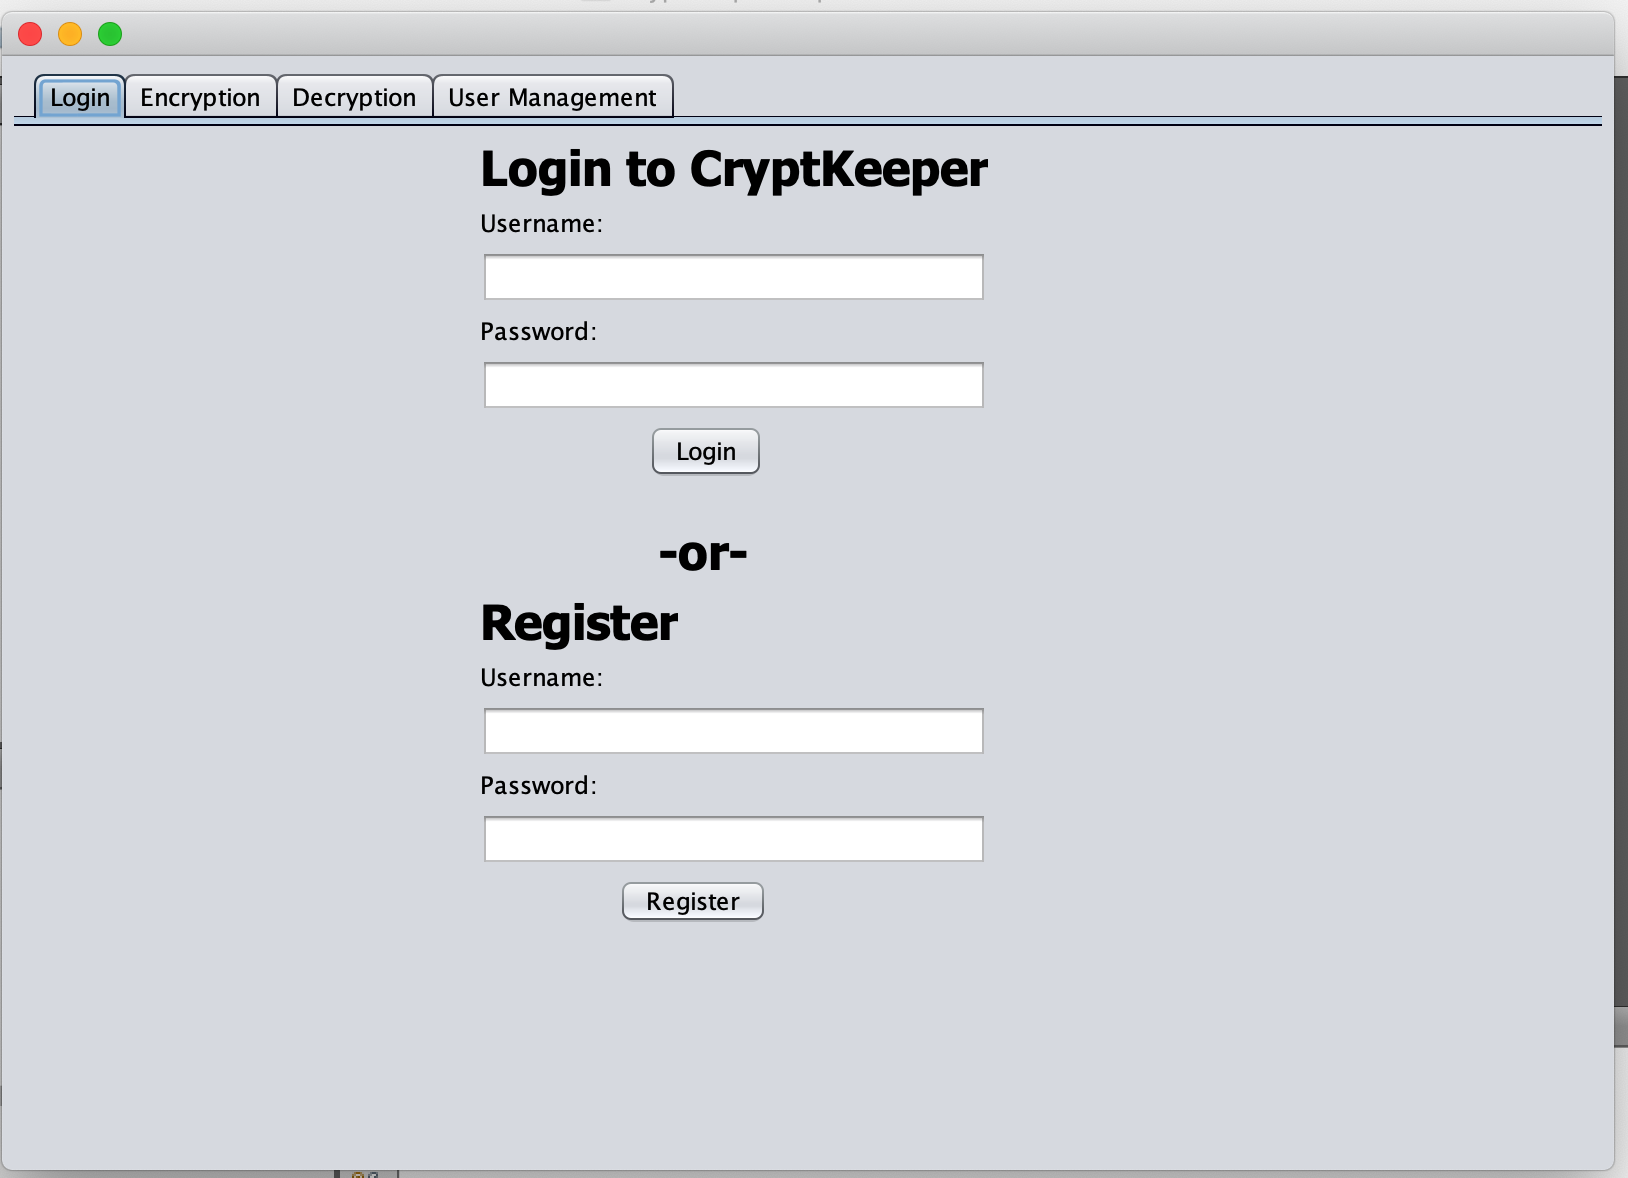 Login Encryption Decryption User Management
Login to CryptKeeper
Username:
Password:
Login
-or-
Register
Username:
Password:
Register